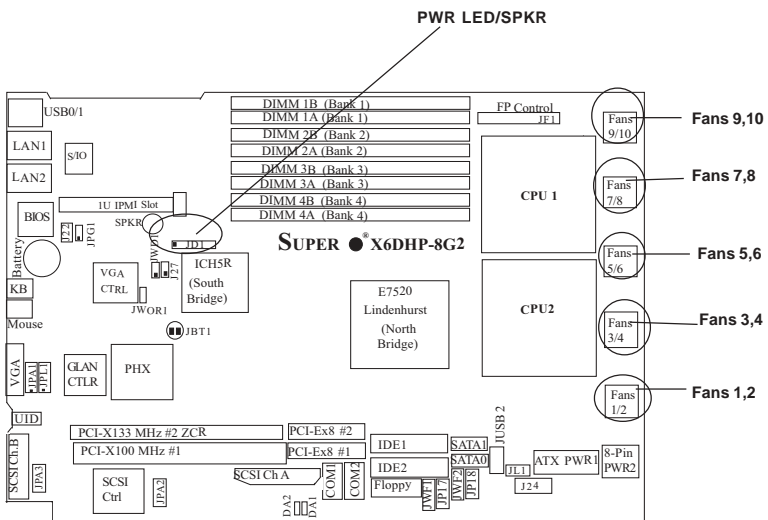 PWR LED/SPKR
USB0/1
LAN1
LAN2
S/IO
DIMM 1B (Bank 1)
DIMM 1A (Bank 1)
DIMM 2B (Bank 2)
DIMM 2A (Bank 2)
DIMM 3B (Bank 3)
DIMM 3A (Bank 3)
DIMM 4B (Bank 4)
DIMM 4A (Bank 4)
FP Control
JF1
CPU 1
Fans
9/10
Fans 9,10
Fans
7/8
Fans 7,8
Fans
5/6
Fans 5,6
Fans
3/4
Fans 3,4
Fans
1/2
Fans 1,2
1U IPMI Slot
SPKR
BIOS
J22
JPG1
JD1
JWD1
J27
SUPER ® X6DHP-8G2
Battery
VGA
CTRL
JWOR1
ICH5R
(South
Bridge)
KB
Mouse
JBT1
E7520
Lindenhurst
(North
Bridge)
CPU2
VGA
JPA1
JPL1
GLAN
CTLR
PHX
UID
PCI-X133 MHz #2 ZCR
PCI-X100 MHz #1
PCI-Ex8 #2
PCI-Ex8 #1
IDE1
IDE2
Floppy
SATA1
SATA0
JUSB 2
JL1
J24
ATX PWR1
8-Pin
PWR2
SCSI Ch.B
JPA3
SCSI
Ctrl
JPA2
SCSI Ch A
DA2
DA1
COM1
COM2
JWF1
JP17
JWF2
JP18